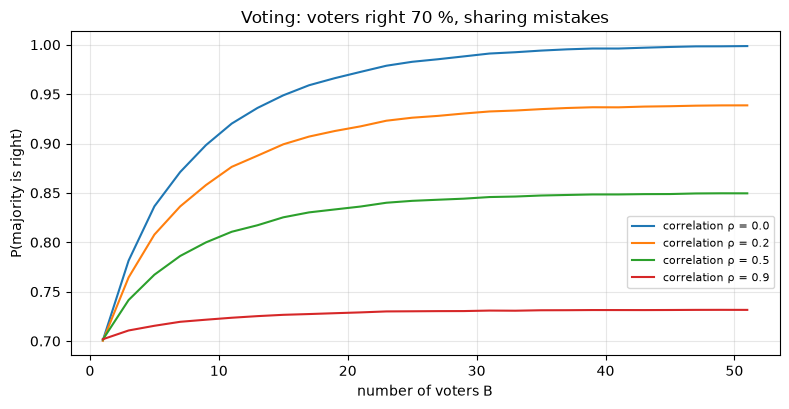 Voting: voters right 70 %, sharing mistakes
P(majority is right)
1.00
0.95
0.90
0.85
0.80
0.75
0.70
correlation ρ = 0.0
correlation ρ = 0.2
correlation ρ = 0.5
correlation ρ = 0.9
0 10 20 30 40 50
number of voters B